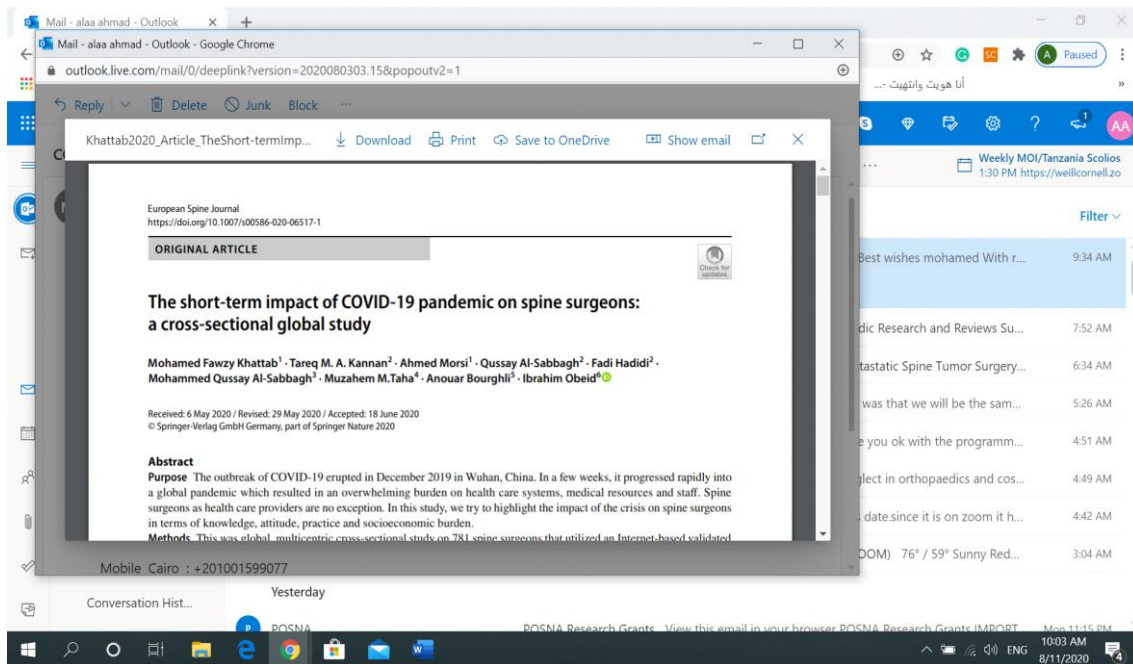 Mail - alaa ahmad - Outlook
Mail - alaa ahmad - Outlook - Google Chrome
Paused
outlook.live.com/mail/0/deeplink?version=2020080303.15&popoutv2=1
أنا هويت وانتهيت -...
Reply Delete Junk Block ...
Khattab2020_Article_TheShort-termImp... Download Print Save to OneDrive Show email
Weekly MOI/Tanzania Scolios
1:30 PM https://weillcornell.zo
Filter
European Spine Journal
https://doi.org/10.1007/s00586-020-06517-1
ORIGINAL ARTICLE
Check for
updates
The short-term impact of COVID-19 pandemic on spine surgeons:
a cross-sectional global study
Mohamed Fawzy Khattab1 · Tareq M. A. Kannan2 · Ahmed Morsi1 · Qussay Al-Sabbagh2 · Fadi Hadidi2 ·
Mohammed Qussay Al-Sabbagh3 · Muzahem M.Taha4 · Anouar Bourghli5 · Ibrahim Obeid6
Received: 6 May 2020 / Revised: 29 May 2020 / Accepted: 18 June 2020
© Springer-Verlag GmbH Germany, part of Springer Nature 2020
Abstract
Purpose The outbreak of COVID-19 erupted in December 2019 in Wuhan, China. In a few weeks, it progressed rapidly into
a global pandemic which resulted in an overwhelming burden on health care systems, medical resources and staff. Spine
surgeons as health care providers are no exception. In this study, we try to highlight the impact of the crisis on spine surgeons
in terms of knowledge, attitude, practice and socioeconomic burden.
Methods This was global, multicentric cross-sectional study on 781 spine surgeons that utilized an Internet-based validated
Mobile Cairo : +201001599077
Best wishes mohamed With r... 9:34 AM
dic Research and Reviews Su... 7:52 AM
tastatic Spine Tumor Surgery... 6:34 AM
was that we will be the sam... 5:26 AM
e you ok with the programm... 4:51 AM
glect in orthopaedics and cos... 4:49 AM
date.since it is on zoom it h... 4:42 AM
OOM) 76° / 59° Sunny Red... 3:04 AM
Conversation Hist...
Yesterday
P POSNA POSNA Research Grants View this email in your browser POSNA Research Grants IMPORT... Mon 11:15 PM
ENG
10:03 AM
8/11/2020